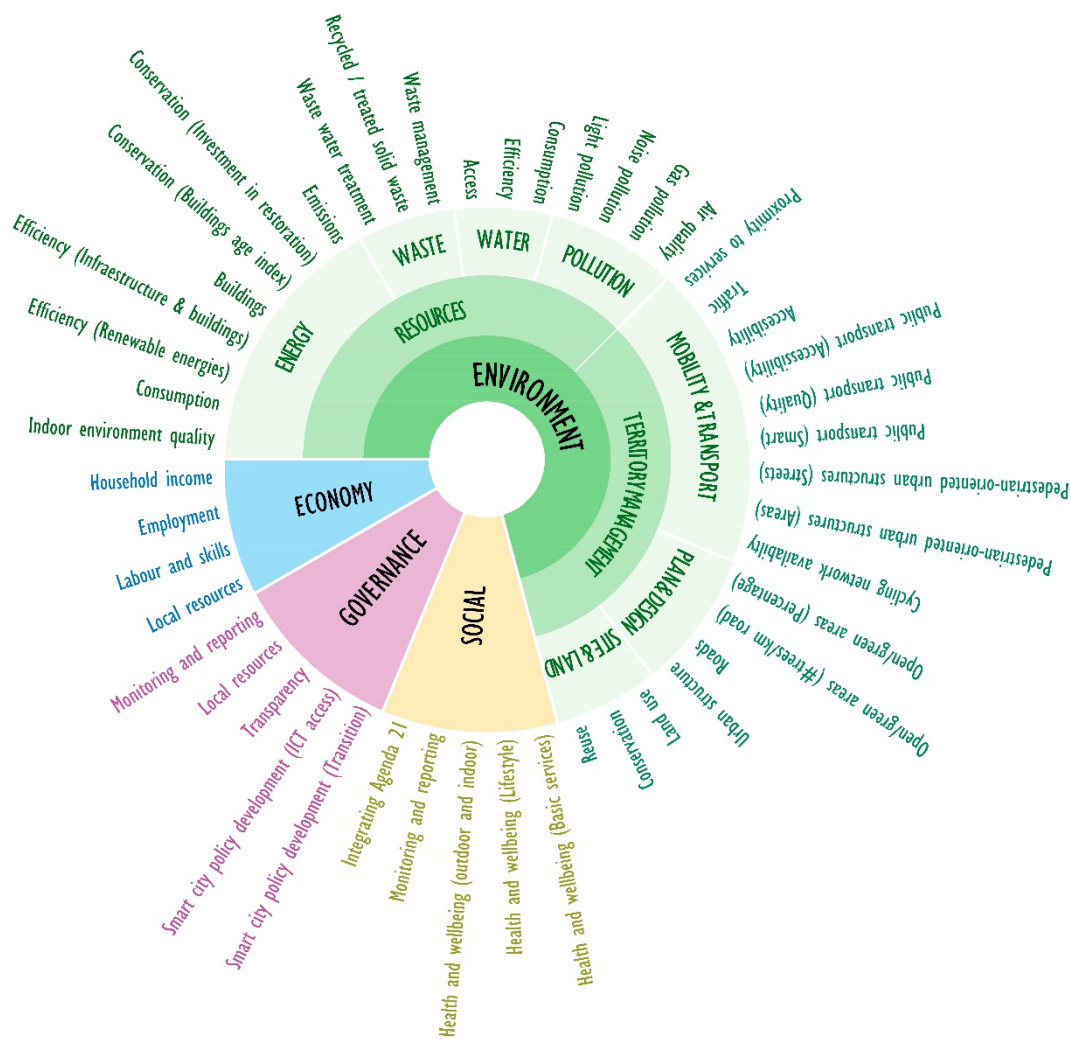 ENVIRONMENT
RESOURCES
TERRITORY MANAGEMENT
ENERGY
WASTE
WATER
POLLUTION
MOBILITY & TRANSPORT
PLAN & DESIGN
SITE & LAND
SOCIAL
GOVERNANCE
ECONOMY
Indoor environment quality
Consumption
Efficiency (Renewable energies)
Efficiency (Infraestructure & buildings)
Buildings
Conservation (Buildings age index)
Conservation (Investment in restoration)
Emissions
Waste water treatment
Recycled / treated solid waste
Waste management
Access
Efficiency
Consumption
Light pollution
Noise pollution
Gas pollution
Air quality
Proximity to services
Traffic
Accesibility
Public transport (Accessibility)
Public transport (Quality)
Public transport (Smart)
Pedestrian-oriented urban structures (Streets)
Pedestrian-oriented urban structures (Areas)
Cycling network availabity
Open/green areas (Percentage)
Open/green areas (#trees/km road)
Roads
Urban structure
Land use
Conservation
Reuse
Health and wellbeing (Basic services)
Health and wellbeing (Lifestyle)
Health and wellbeing (outdoor and indoor)
Monitoring and reporting
Integrating Agenda 21
Smart city policy development (Transition)
Smart city policy development (ICT access)
Transparency
Local resources
Monitoring and reporting
Local resources
Labour and skills
Employment
Household income